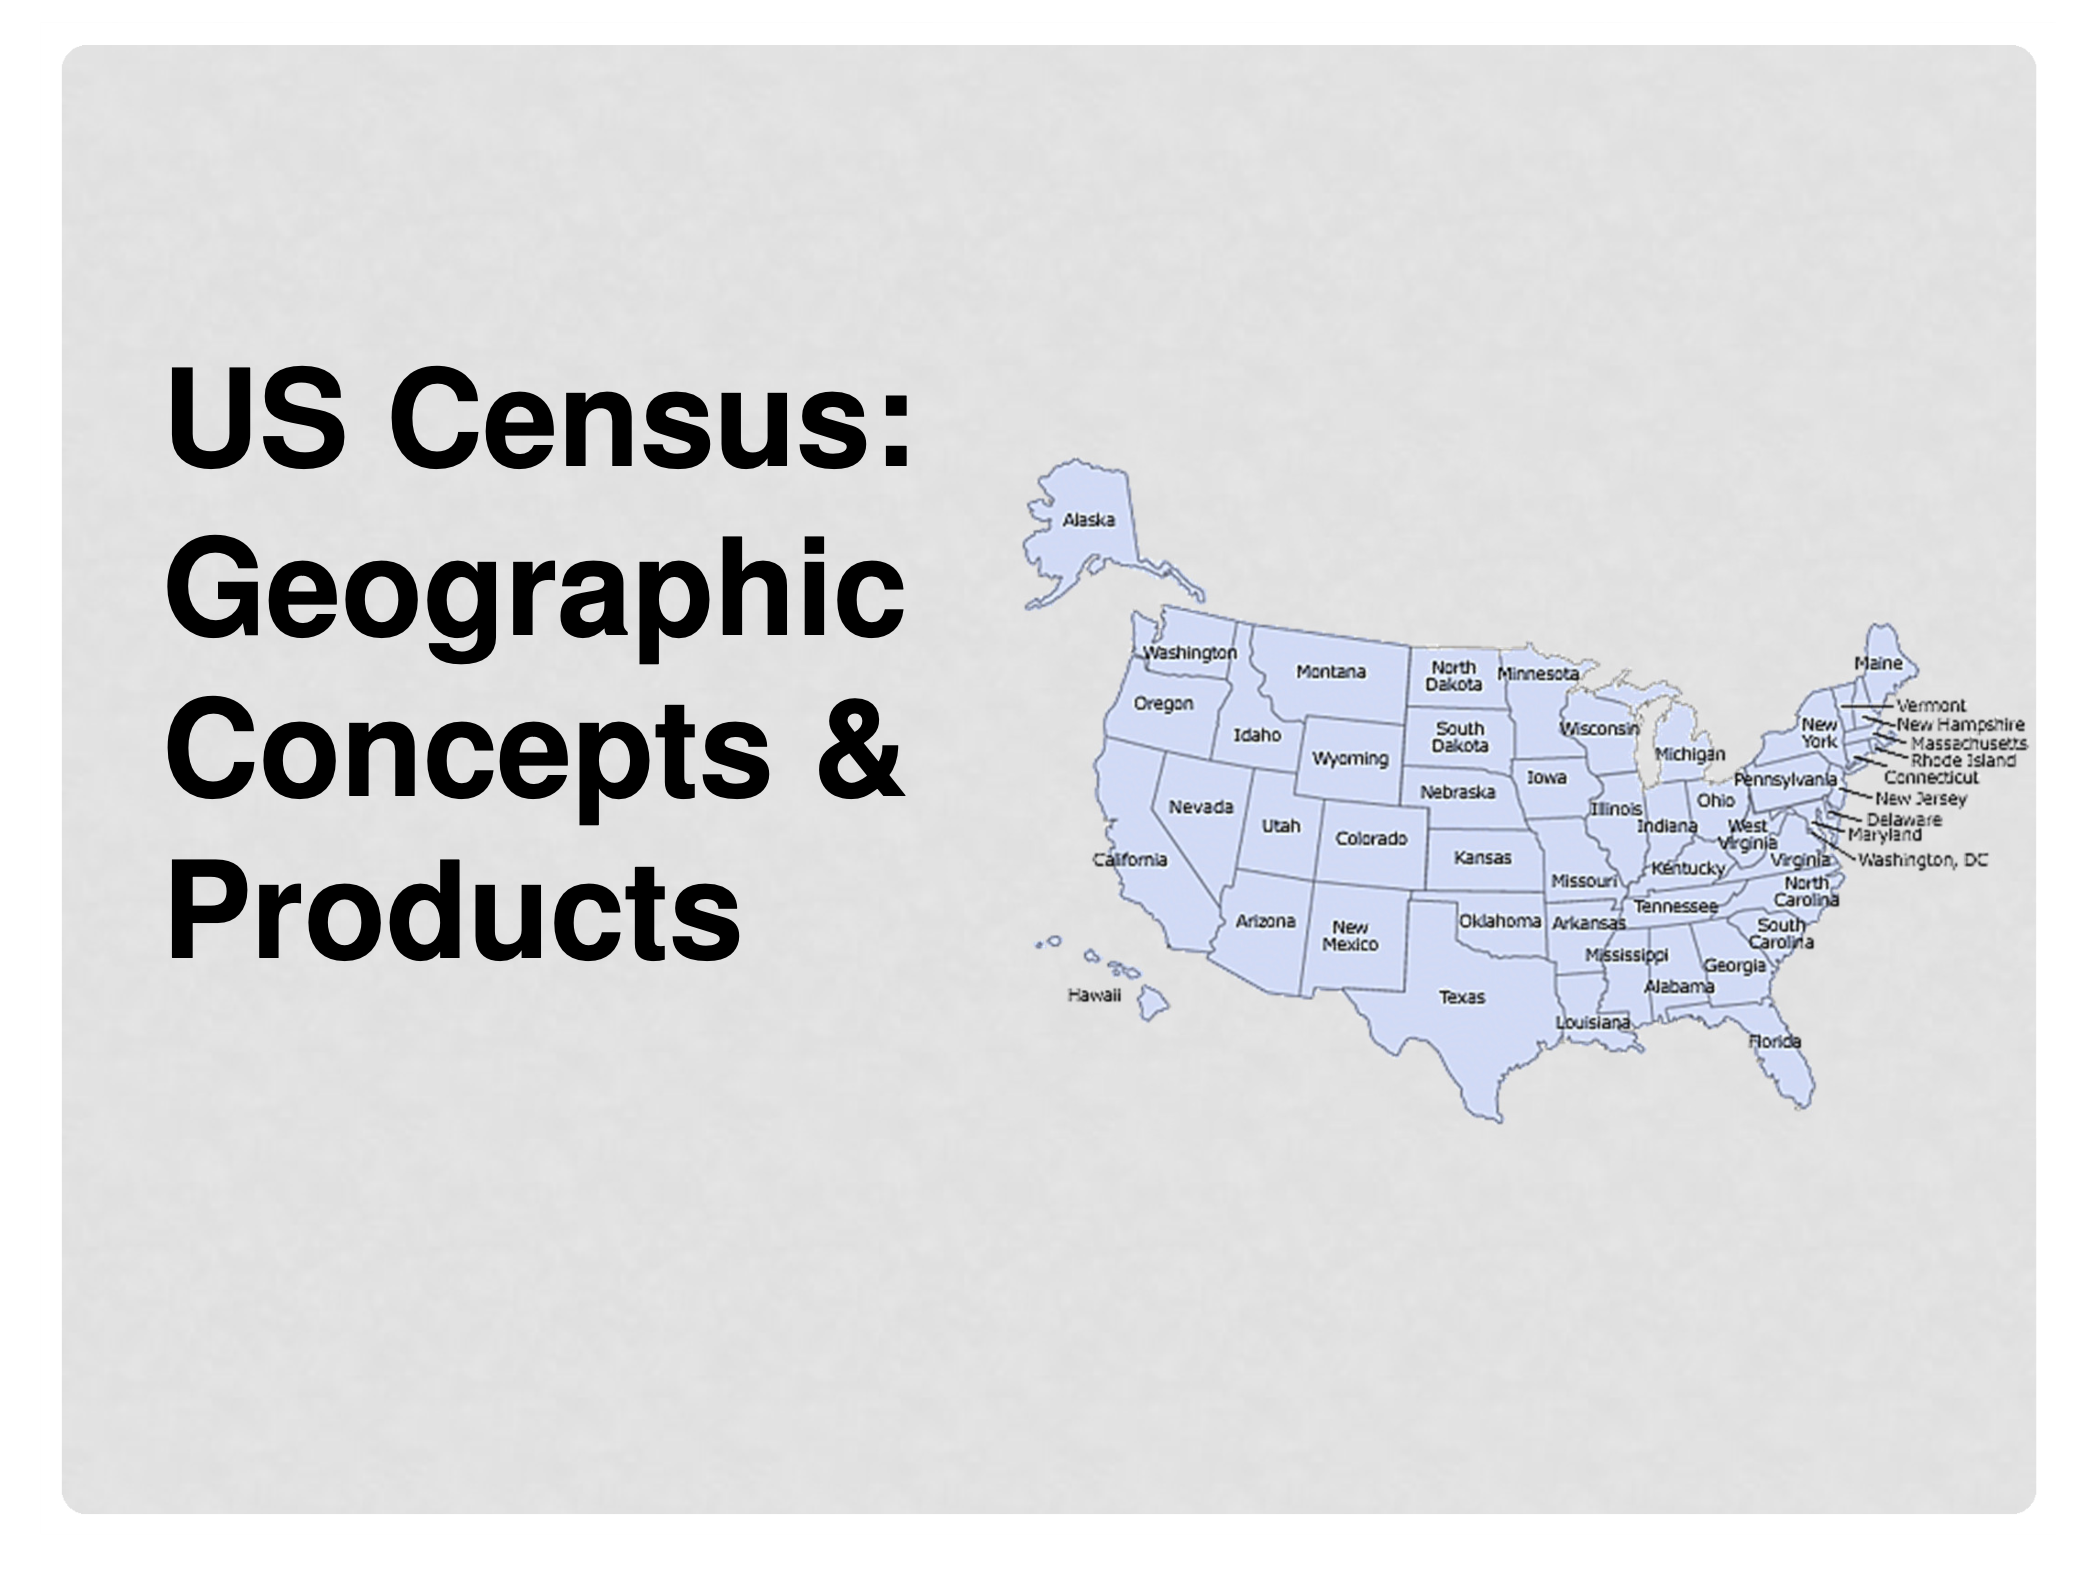 US Census:
Geographic
Concepts &
Products
Alaska
Washington
Montana
North
Dakota
Minnesota
Maine
Oregon
Idaho
Wyoming
South
Dakota
Wisconsin
Michigan
New
York
Vermont
New Hampshire
Massachusetts
Rhode Island
Connecticut
New Jersey
Delaware
Maryland
Washington, DC
Pennsylvania
Nevada
Utah
Colorado
Nebraska
Iowa
Illinois
Indiana
Ohio
West
Virginia
Virginia
California
Kansas
Missouri
Kentucky
North
Carolina
Tennessee
Arizona
New
Mexico
Oklahoma
Arkansas
South
Carolina
Mississippi
Georgia
Alabama
Hawaii
Texas
Louisiana
Florida